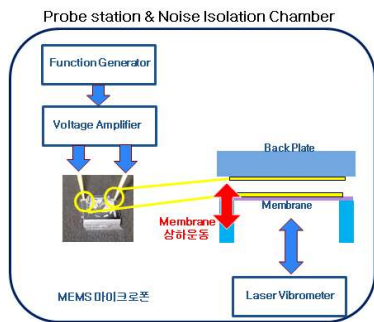 Probe station & Noise Isolation Chamber
Function Generator
Voltage Amplifier
Back Plate
Membrane
Membrane
상하운동
MEMS 마이크로폰
Laser Vibrometer